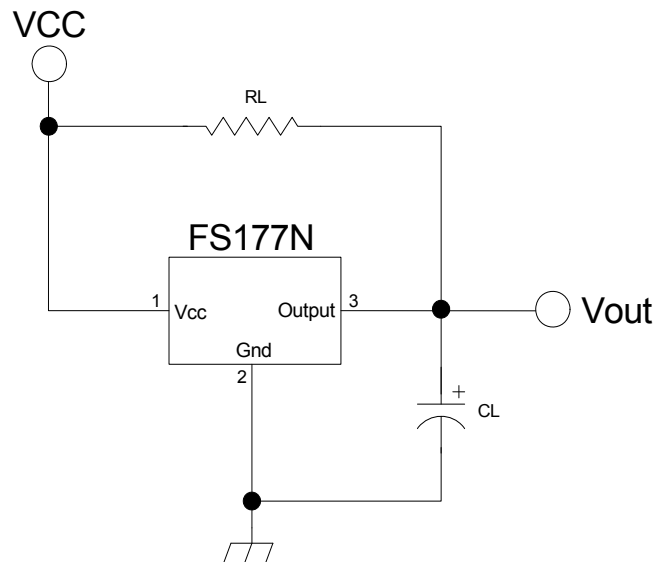 VCC
RL
FS177N
1
Vcc
Output
3
Gnd
2
Vout
+
CL